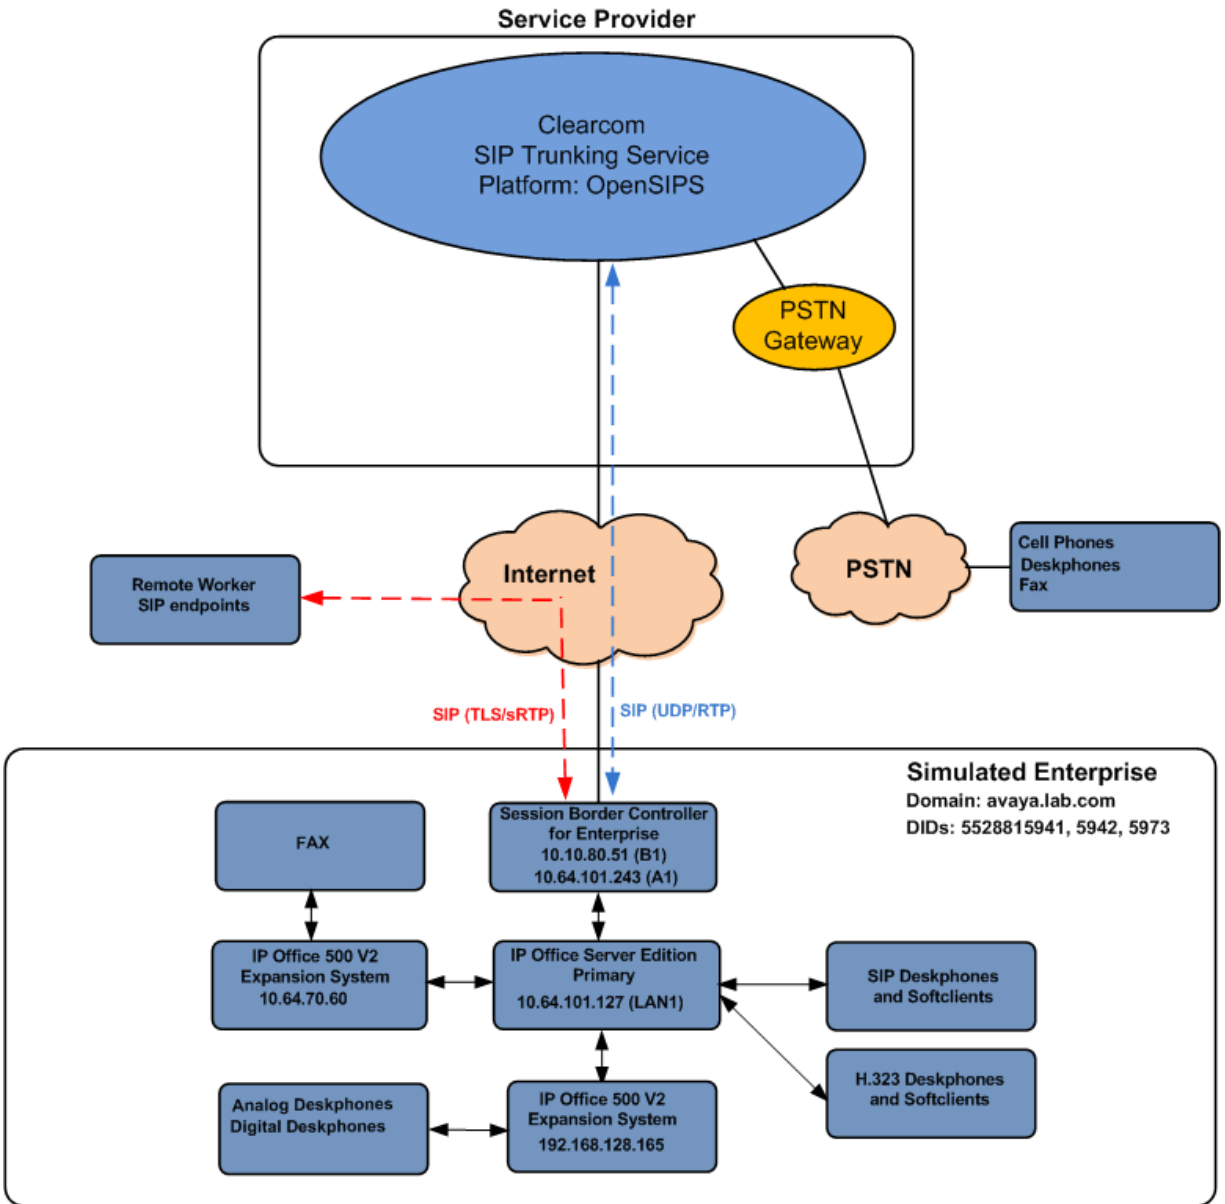 Service Provider
Clearcom
SIP Trunking Service
Platform: OpenSIPS
PSTN
Gateway
Internet
PSTN
Cell Phones
Deskphones
Fax
Remote Worker
SIP endpoints
SIP (TLS/sRTP)
SIP (UDP/RTP)
Simulated Enterprise
Domain: avaya.lab.com
DIDs: 5528815941, 5942, 5973
Session Border Controller
for Enterprise
10.10.80.51 (B1)
10.64.101.243 (A1)
FAX
IP Office 500 V2
Expansion System
10.64.70.60
IP Office Server Edition
Primary
10.64.101.127 (LAN1)
SIP Deskphones
and Softclients
H.323 Deskphones
and Softclients
Analog Deskphones
Digital Deskphones
IP Office 500 V2
Expansion System
192.168.128.165